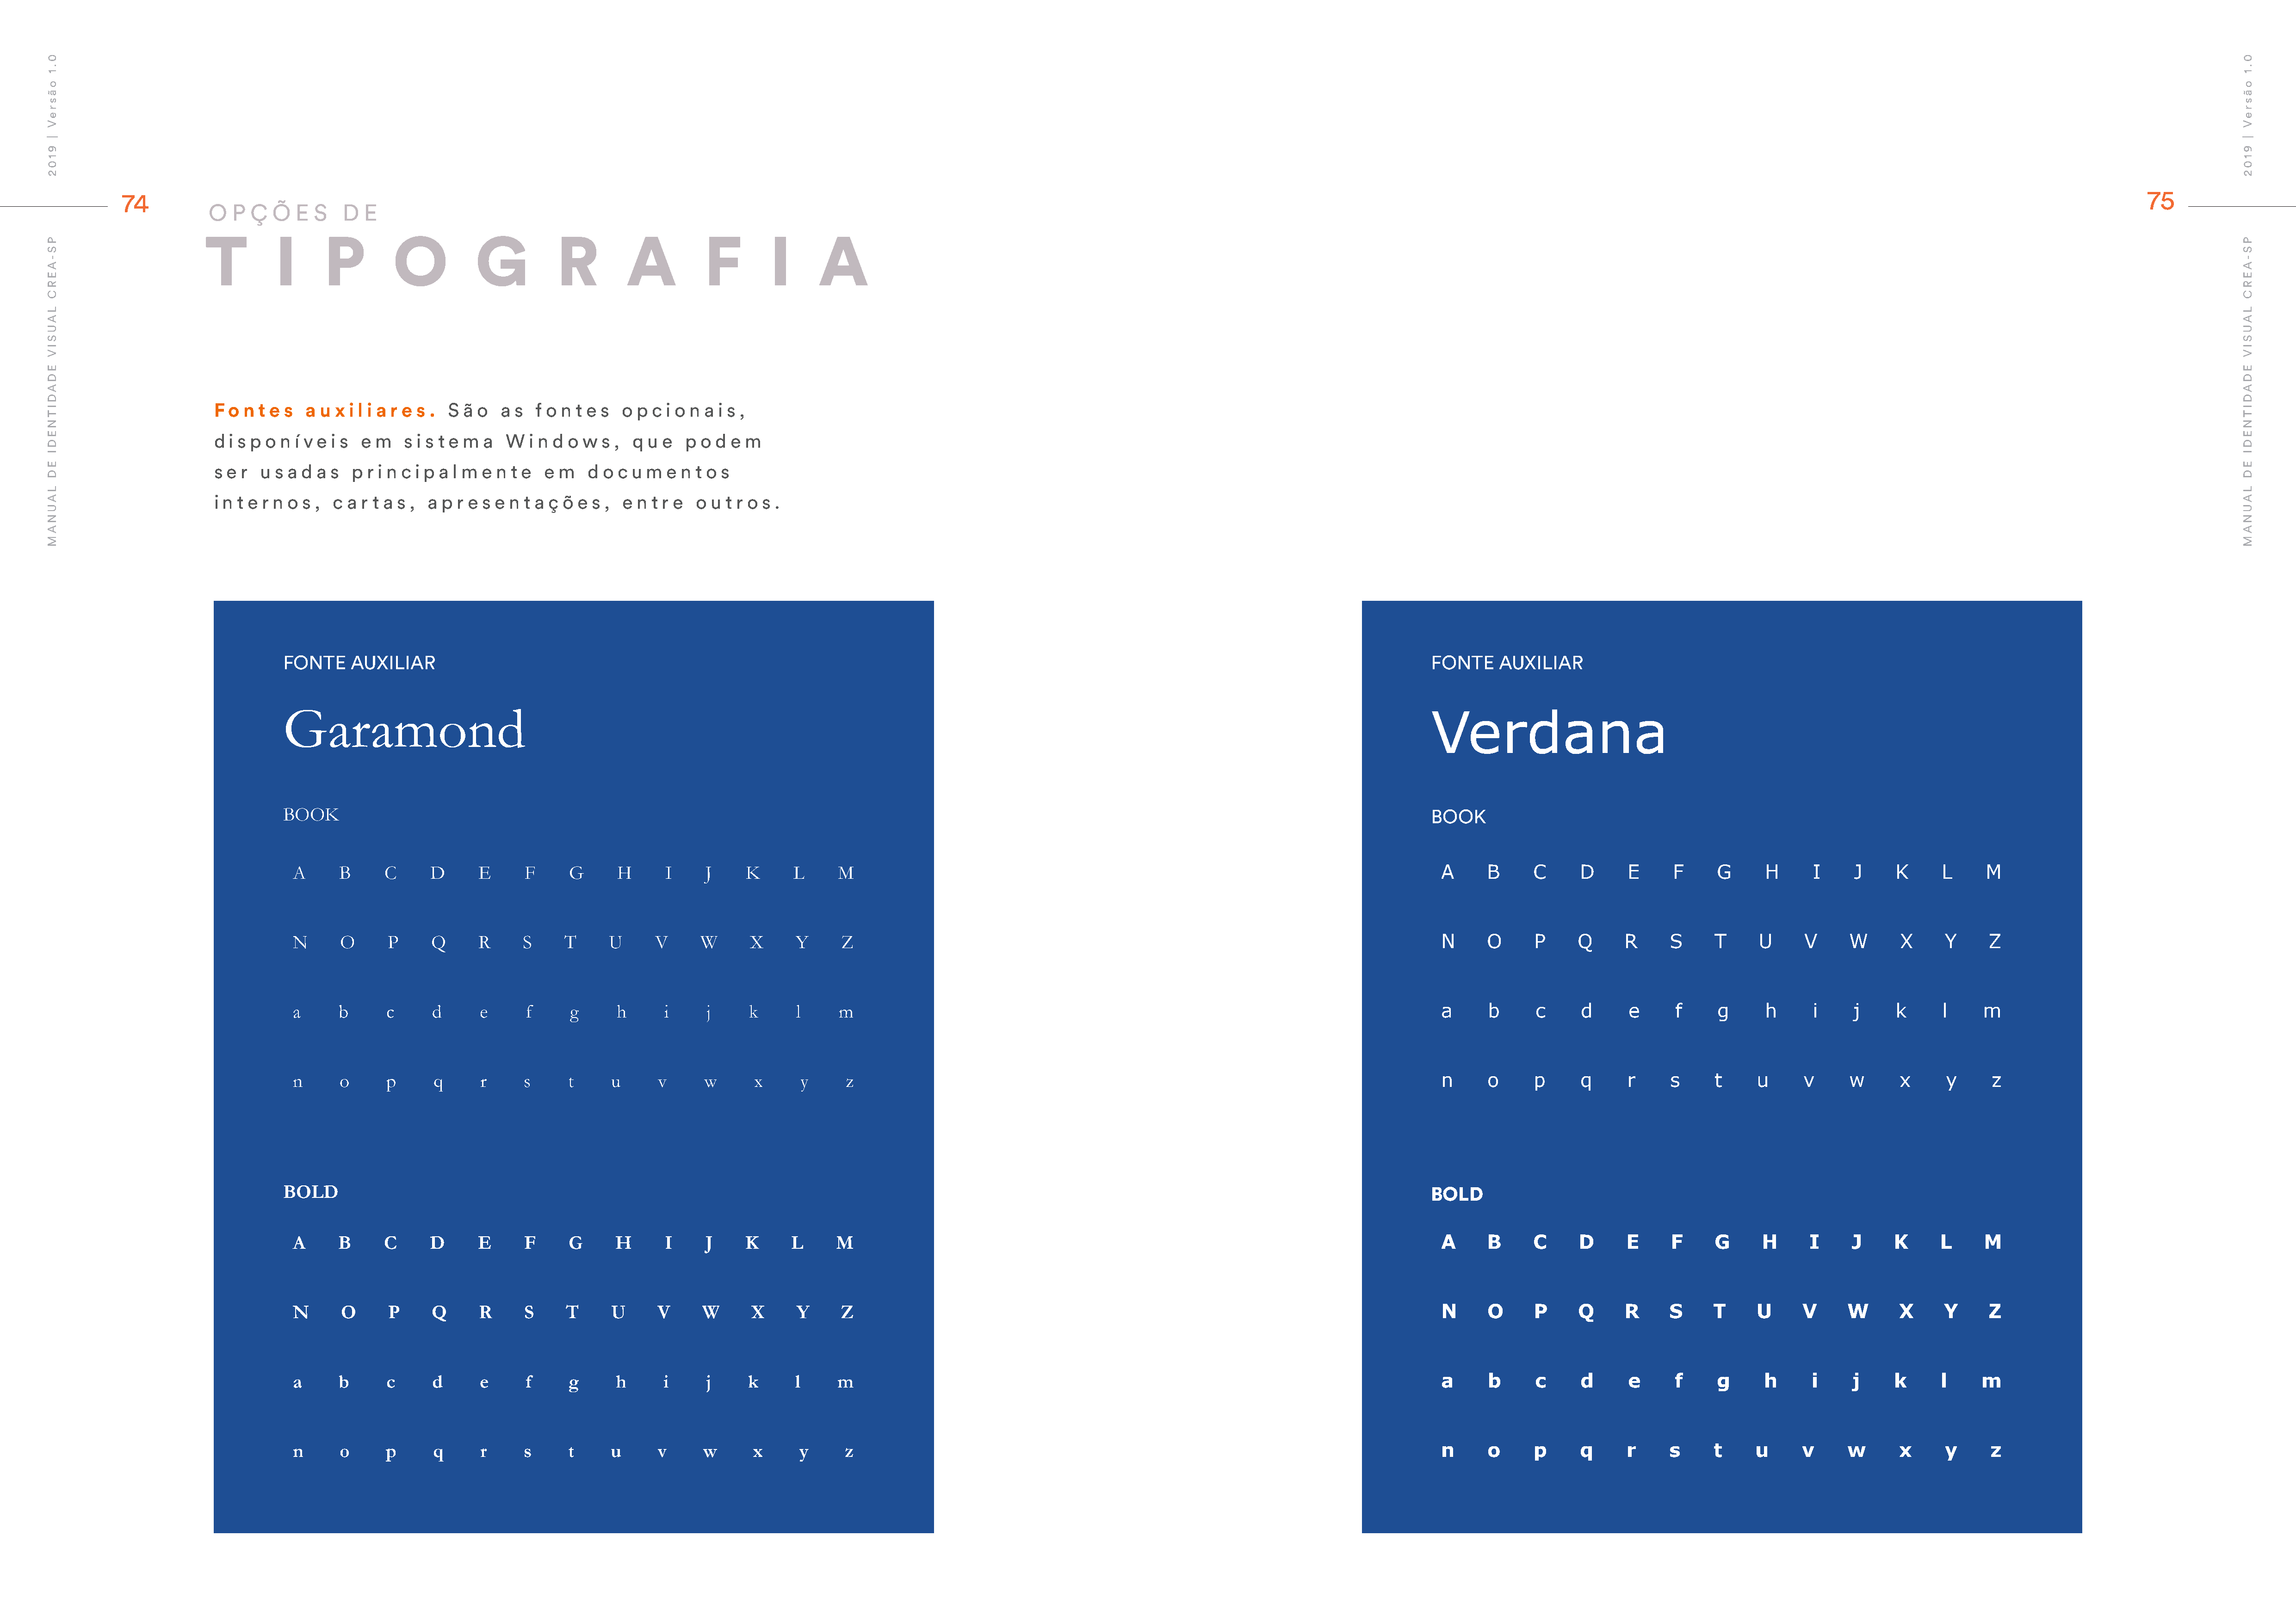 2019 | Versão 1.0
MANUAL DE IDENTIDADE VISUAL CREA-SP
74
OPÇÕES DE
TIPOGRAFIA
Fontes auxiliares. São as fontes opcionais,
disponíveis em sistema Windows, que podem
ser usadas principalmente em documentos
internos, cartas, apresentações, entre outros.
FONTE AUXILIAR
Garamond
BOOK
A B C D E F G H I J K L M
N O P Q R S T U V W X Y Z
a b c d e f g h i j k l m
n o p q r s t u v w x y z
BOLD
A B C D E F G H I J K L M
N O P Q R S T U V W X Y Z
a b c d e f g h i j k l m
n o p q r s t u v w x y z
75
2019 | Versão 1.0
MANUAL DE IDENTIDADE VISUAL CREA-SP
FONTE AUXILIAR
Verdana
BOOK
A B C D E F G H I J K L M
N O P Q R S T U V W X Y Z
a b c d e f g h i j k l m
n o p q r s t u v w x y z
BOLD
A B C D E F G H I J K L M
N O P Q R S T U V W X Y Z
a b c d e f g h i j k l m
n o p q r s t u v w x y z